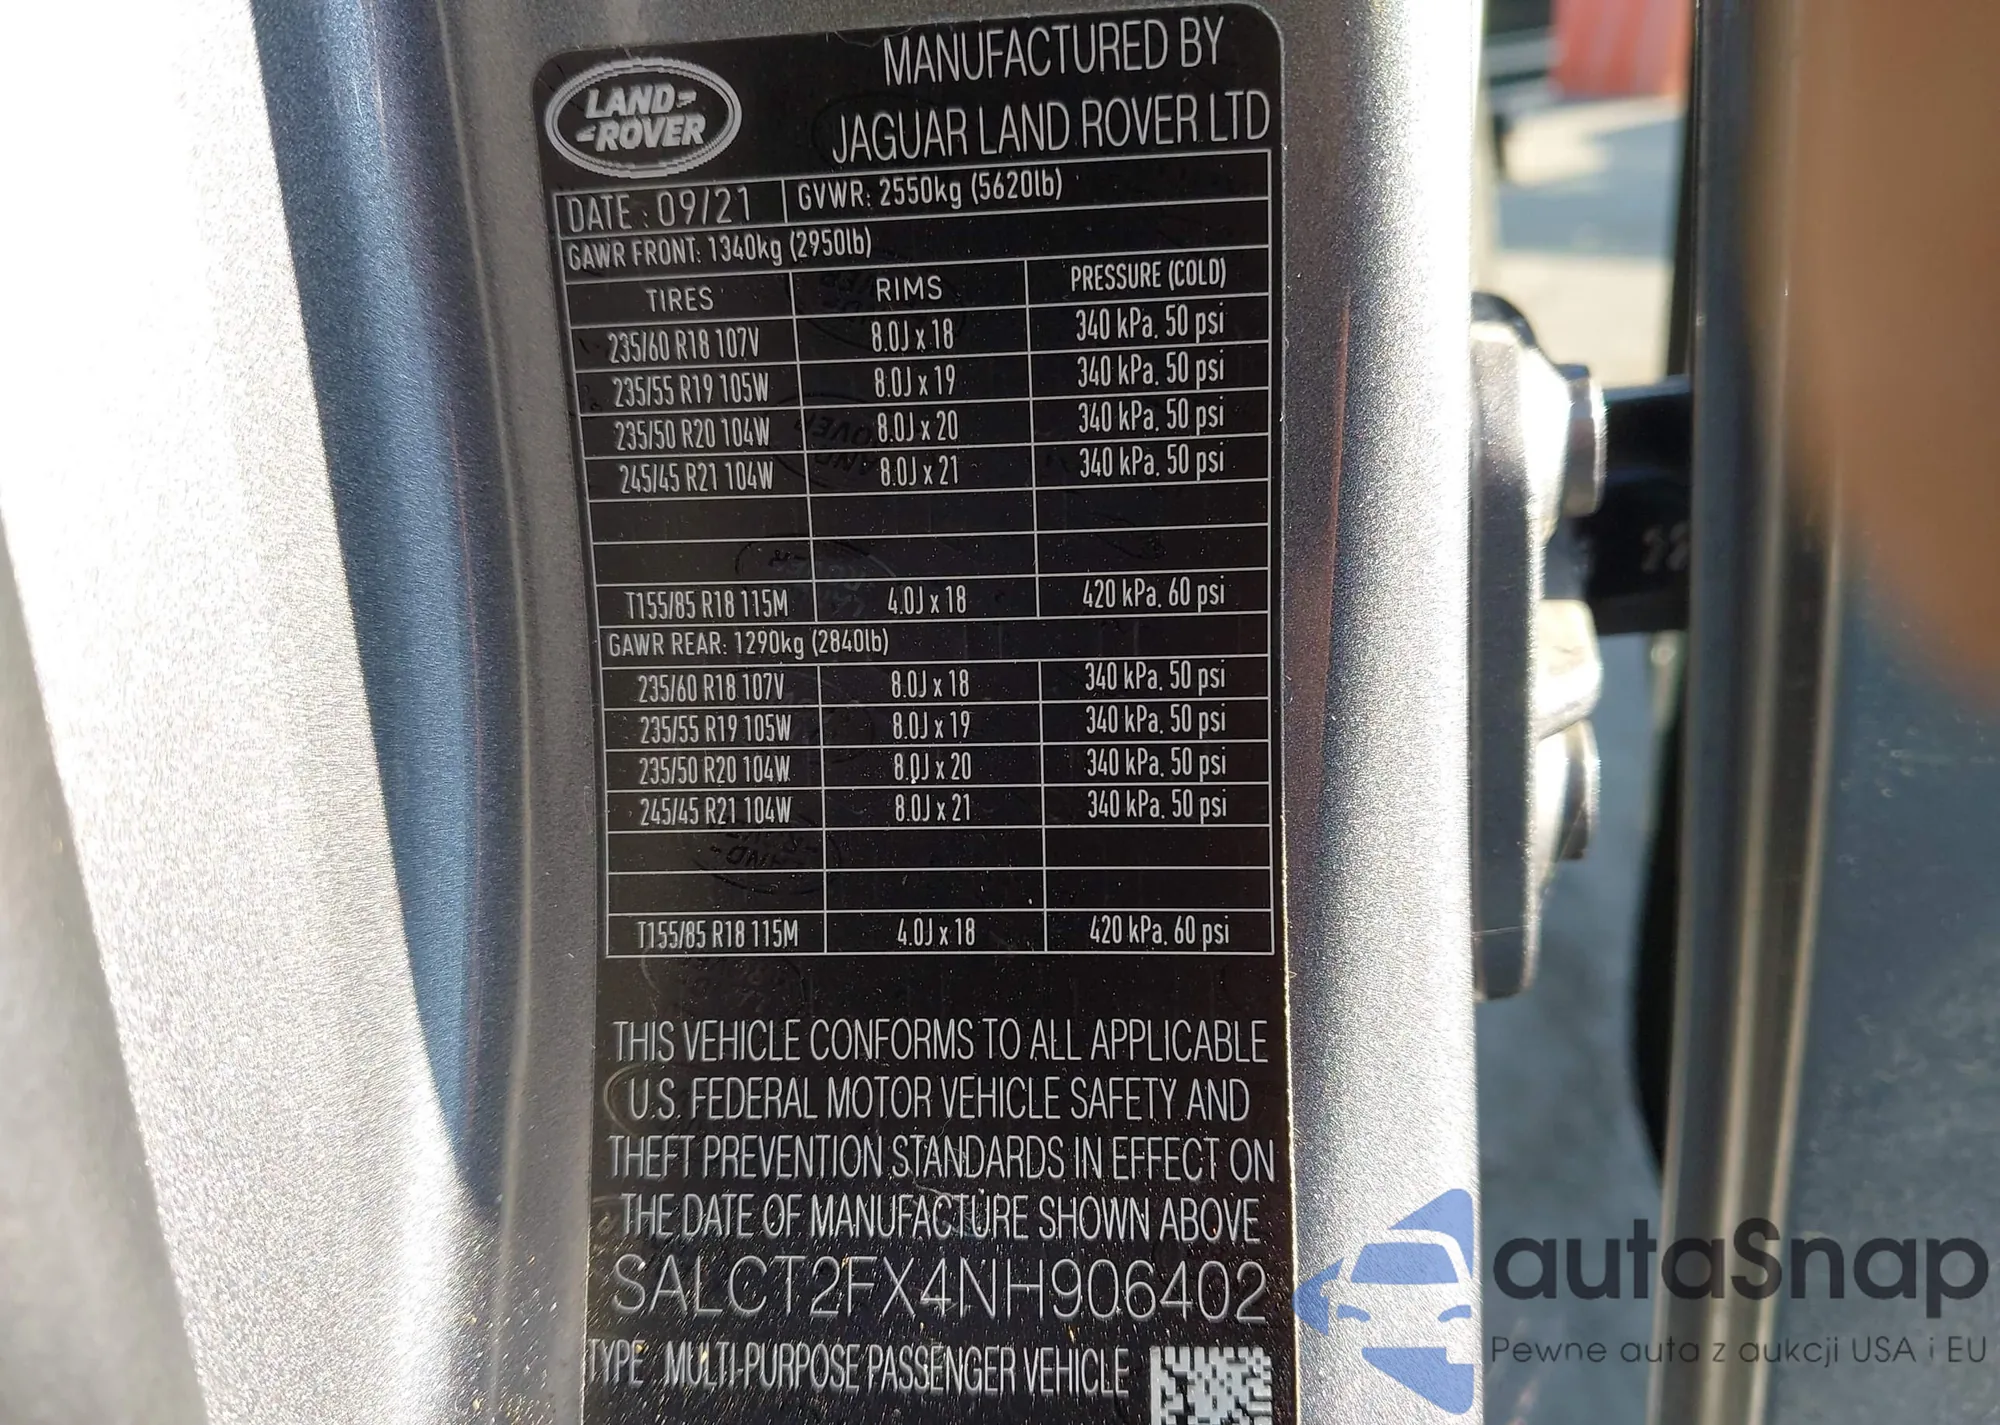 LAND-
-ROVER
MANUFACTURED BY
JAGUAR LAND ROVER LTD
DATE : 09/21 GVWR: 2550kg (5620lb)
GAWR FRONT: 1340kg (2950lb)
TIRES RIMS PRESSURE (COLD)
235/60 R18 107V 8.0J x 18 340 kPa. 50 psi
235/55 R19 105W 8.0J x 19 340 kPa. 50 psi
235/50 R20 104W 8.0J x 20 340 kPa. 50 psi
245/45 R21 104W 8.0J x 21 340 kPa. 50 psi
T155/85 R18 115M 4.0J x 18 420 kPa. 60 psi
GAWR REAR: 1290kg (2840lb)
235/60 R18 107V 8.0J x 18 340 kPa. 50 psi
235/55 R19 105W 8.0J x 19 340 kPa. 50 psi
235/50 R20 104W 8.0J x 20 340 kPa. 50 psi
245/45 R21 104W 8.0J x 21 340 kPa. 50 psi
T155/85 R18 115M 4.0J x 18 420 kPa. 60 psi
THIS VEHICLE CONFORMS TO ALL APPLICABLE
U.S. FEDERAL MOTOR VEHICLE SAFETY AND
THEFT PREVENTION STANDARDS IN EFFECT ON
THE DATE OF MANUFACTURE SHOWN ABOVE
SALCT2FX4NH906402
TYPE MULTI-PURPOSE PASSENGER VEHICLE
autaSnap
Pewne auta z aukcji USA i EU